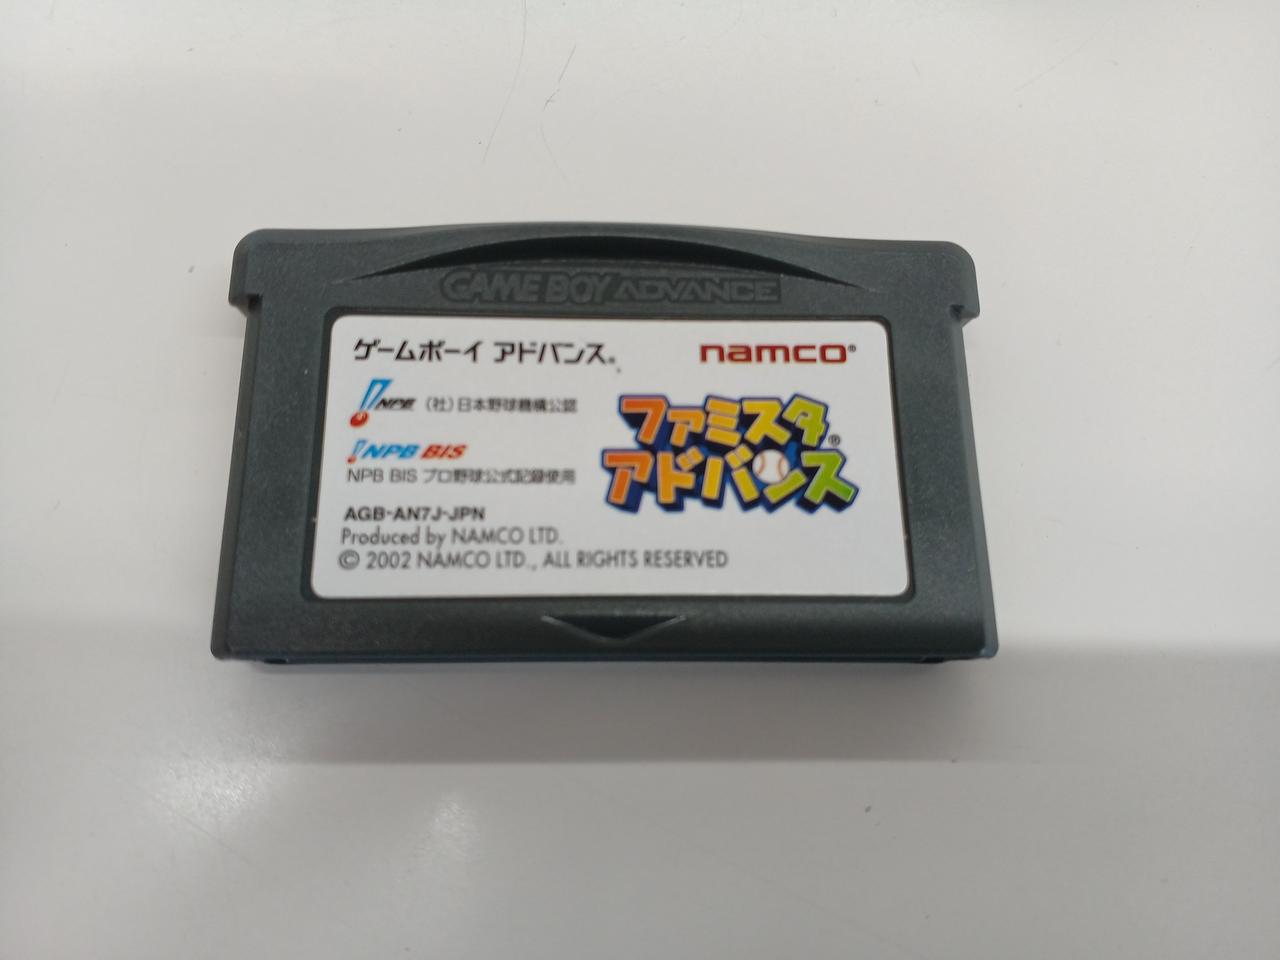 GAME BOY ADVANCE
ゲームボーイ アドバンス®
namco®
NPB (社)日本野球機構公認
NPB BIS
NPB BIS プロ野球公式記録使用
ファミスタ®
アドバンス
AGB-AN7J-JPN
Produced by NAMCO LTD.
© 2002 NAMCO LTD., ALL RIGHTS RESERVED